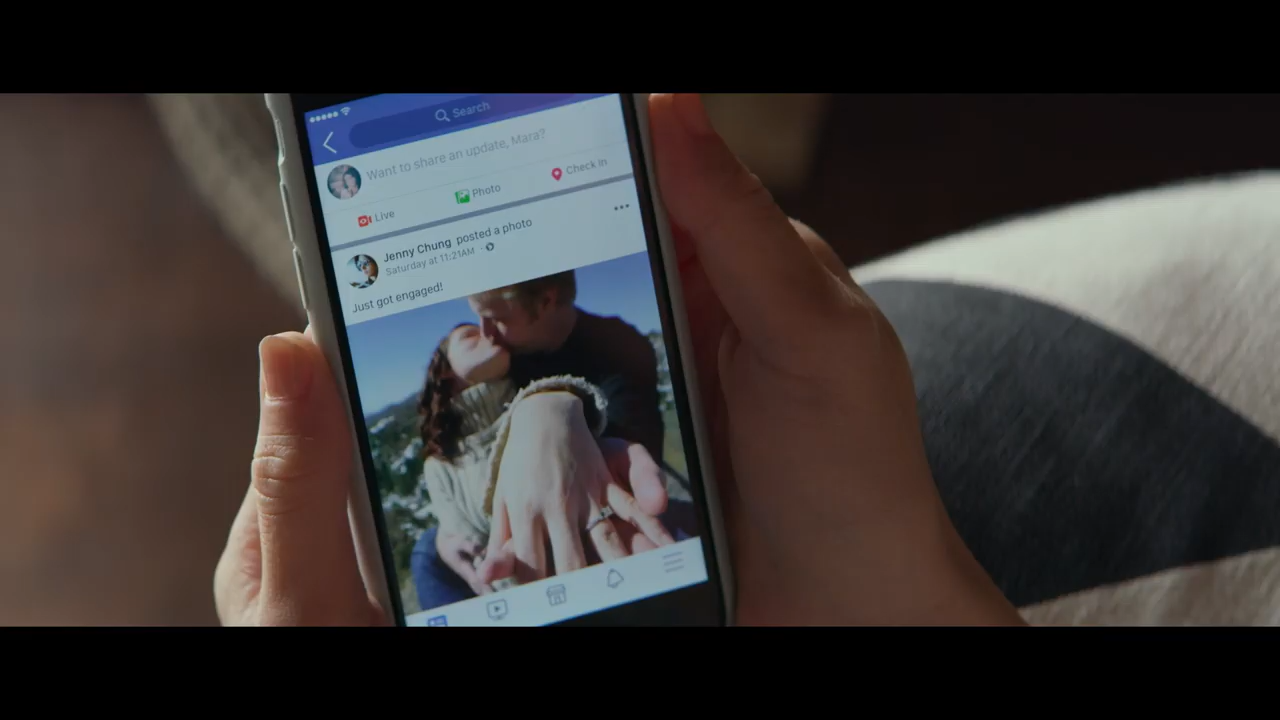 Search
Want to share an update, Mara?
Live
Photo
Check In
Jenny Chung posted a photo
Saturday at 11:21AM ·
Just got engaged!